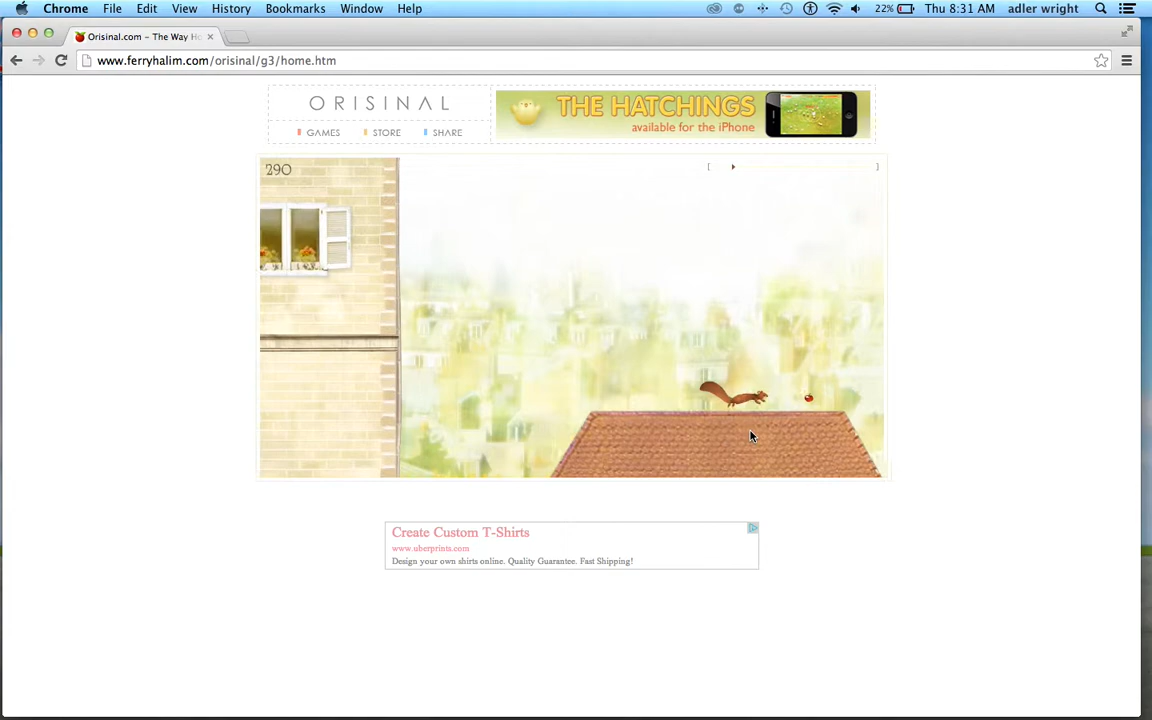 Chrome File Edit View History Bookmarks Window Help 22% Thu 8:31 AM adler wright
Orisinal.com – The Way Ho
www.ferryhalim.com/orisinal/g3/home.htm
ORISINAL
GAMES STORE SHARE
THE HATCHINGS
available for the iPhone
290
[ ]
Create Custom T-Shirts
www.uberprints.com
Design your own shirts online. Quality Guarantee. Fast Shipping!